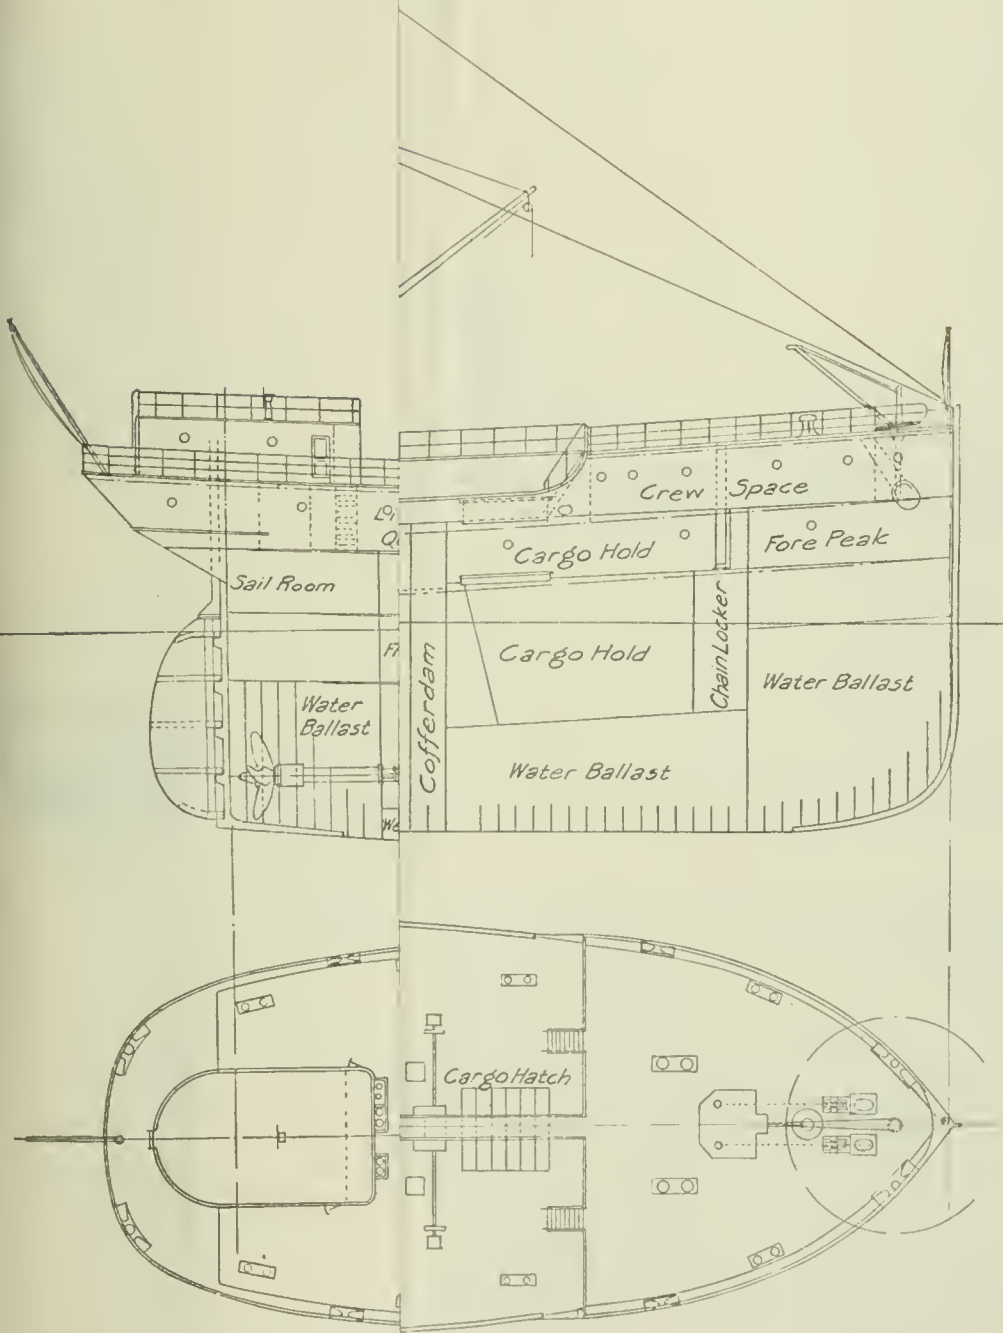 Crew Space
Cargo Hold
Fore Peak
Sail Room
Cofferdam
Cargo Hold
Chain Locker
Water Ballast
Water
Ballast
Water Ballast
Cargo Hatch